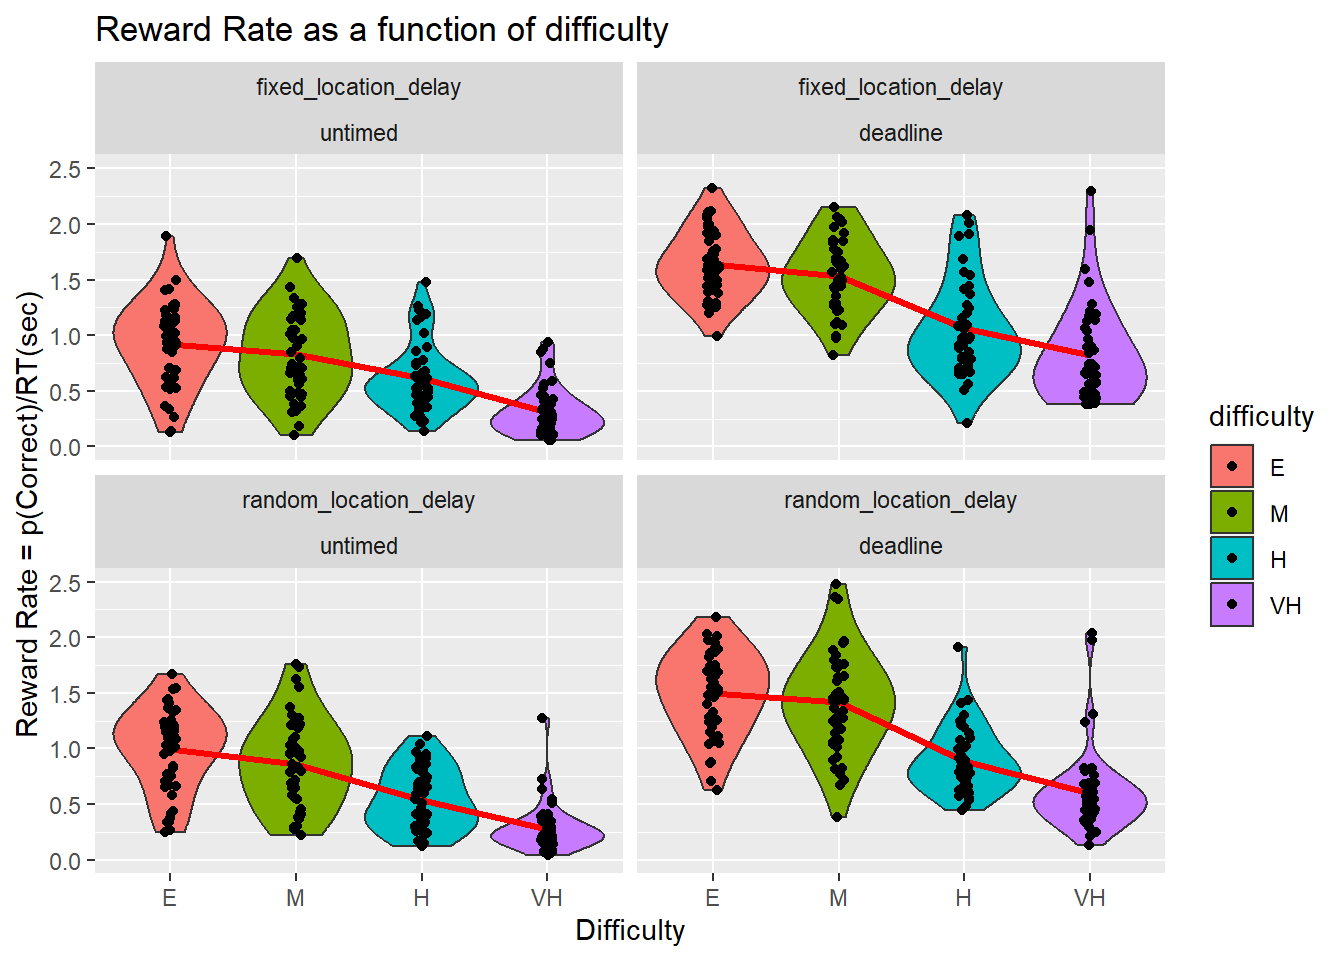 Reward Rate as a function of difficulty
fixed_location_delay
untimed
fixed_location_delay
deadline
2.5
2.0
1.5
1.0
0.5
0.0
random_location_delay
untimed
random_location_delay
deadline
2.5
2.0
1.5
1.0
0.5
0.0
Reward Rate = p(Correct)/RT(sec)
E
M
H
VH
E
M
H
VH
Difficulty
difficulty
E
M
H
VH